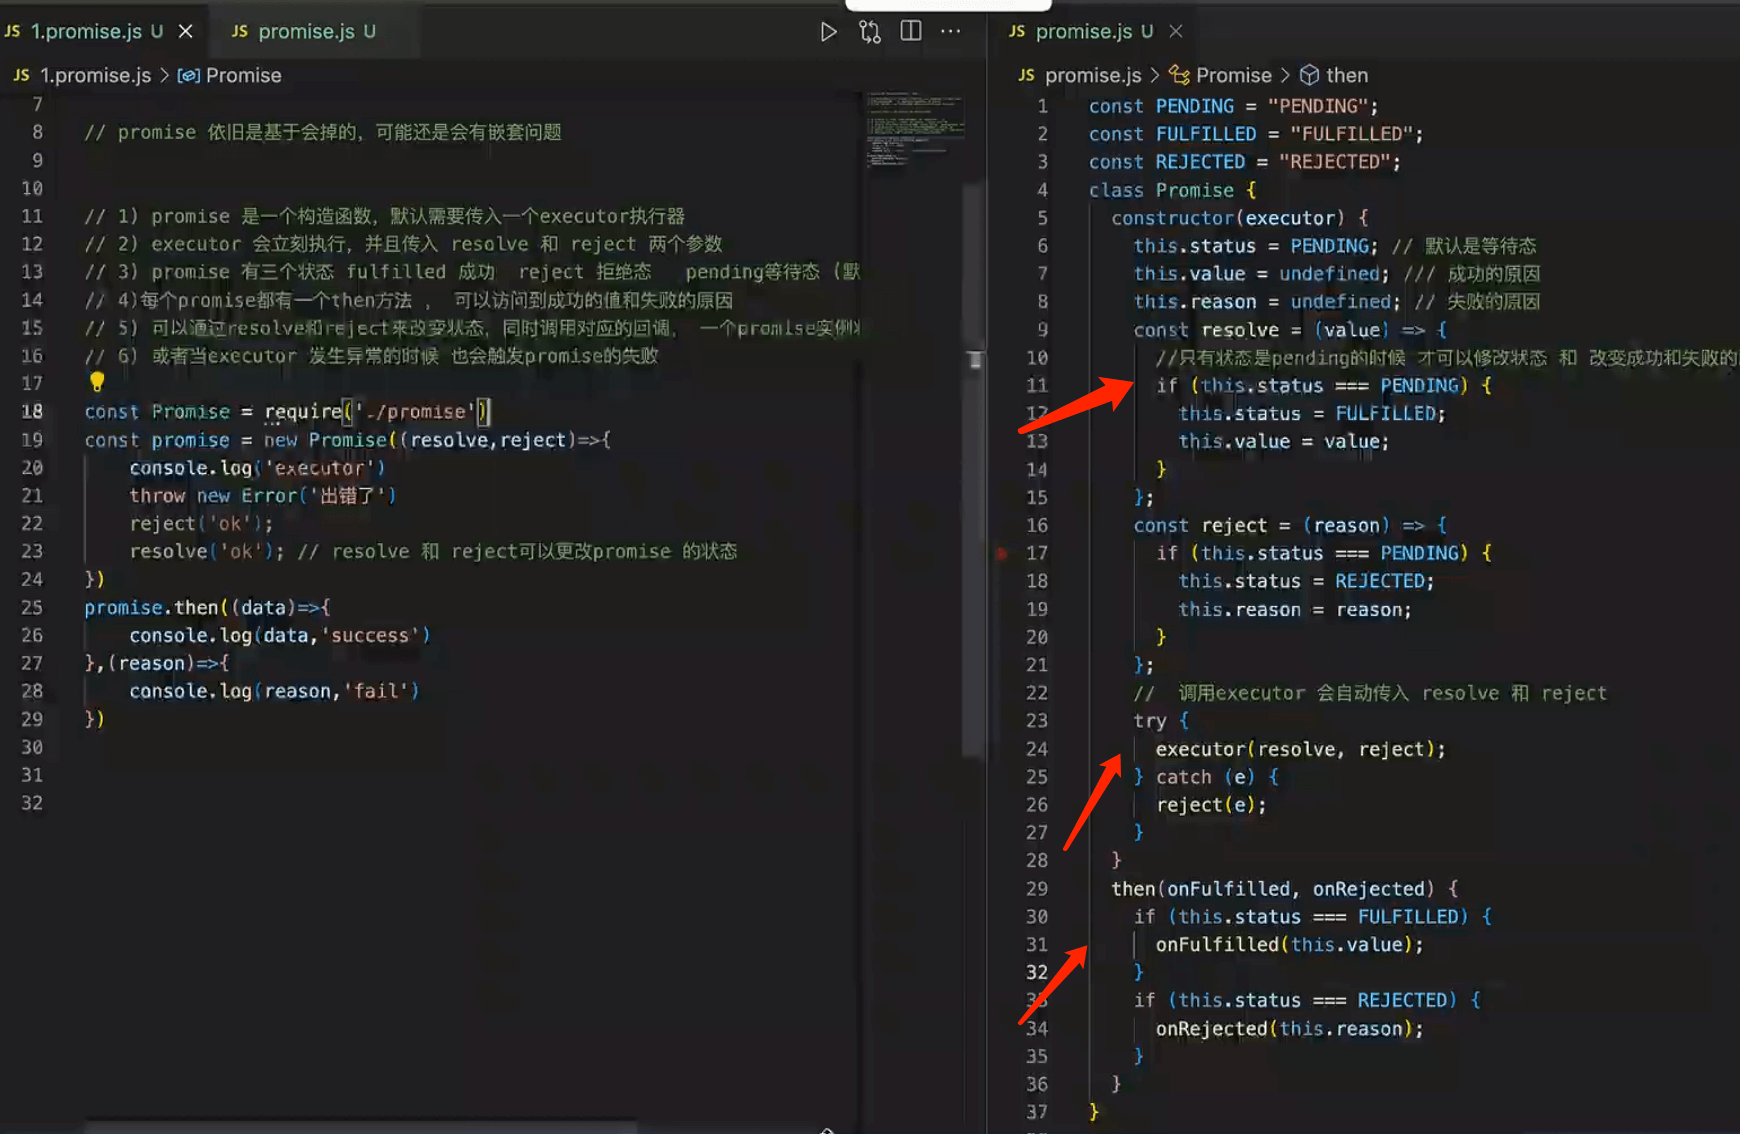 JS 1.promise.js U
JS promise.js U
JS 1.promise.js > Promise
7
8 // promise 依旧是基于会掉的，可能还是会有嵌套问题
9
10
11 // 1) promise 是一个构造函数，默认需要传入一个executor执行器
12 // 2) executor 会立刻执行，并且传入 resolve 和 reject 两个参数
13 // 3) promise 有三个状态 fulfilled 成功 reject 拒绝态 pending等待态 (默
14 // 4)每个promise都有一个then方法 ， 可以访问到成功的值和失败的原因
15 // 5) 可以通过resolve和reject来改变状态，同时调用对应的回调， 一个promise实例
16 // 6) 或者当executor 发生异常的时候 也会触发promise的失败
17
18 const Promise = require('./promise')
19 const promise = new Promise((resolve,reject)=>{
20 console.log('executor')
21 throw new Error('出错了')
22 reject('ok');
23 resolve('ok'); // resolve 和 reject可以更改promise 的状态
24 })
25 promise.then((data)=>{
26 console.log(data,'success')
27 },(reason)=>{
28 console.log(reason,'fail')
29 })
30
31
32
JS promise.js U
JS promise.js > Promise > then
1 const PENDING = "PENDING";
2 const FULFILLED = "FULFILLED";
3 const REJECTED = "REJECTED";
4 class Promise {
5 constructor(executor) {
6 this.status = PENDING; // 默认是等待态
7 this.value = undefined; /// 成功的原因
8 this.reason = undefined; // 失败的原因
9 const resolve = (value) => {
10 //只有状态是pending的时候 才可以修改状态 和 改变成功和失败的
11 if (this.status === PENDING) {
12 this.status = FULFILLED;
13 this.value = value;
14 }
15 };
16 const reject = (reason) => {
17 if (this.status === PENDING) {
18 this.status = REJECTED;
19 this.reason = reason;
20 }
21 };
22 // 调用executor 会自动传入 resolve 和 reject
23 try {
24 executor(resolve, reject);
25 } catch (e) {
26 reject(e);
27 }
28 }
29 then(onFulfilled, onRejected) {
30 if (this.status === FULFILLED) {
31 onFulfilled(this.value);
32 }
33 if (this.status === REJECTED) {
34 onRejected(this.reason);
35 }
36 }
37 }